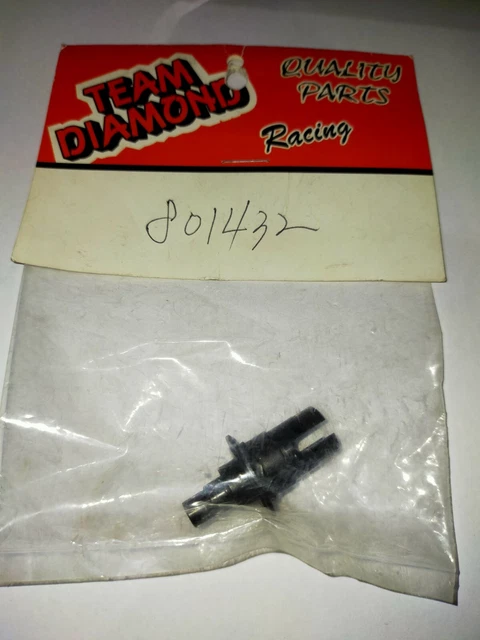 TEAM
DIAMOND
QUALITY
PARTS
Racing
801432